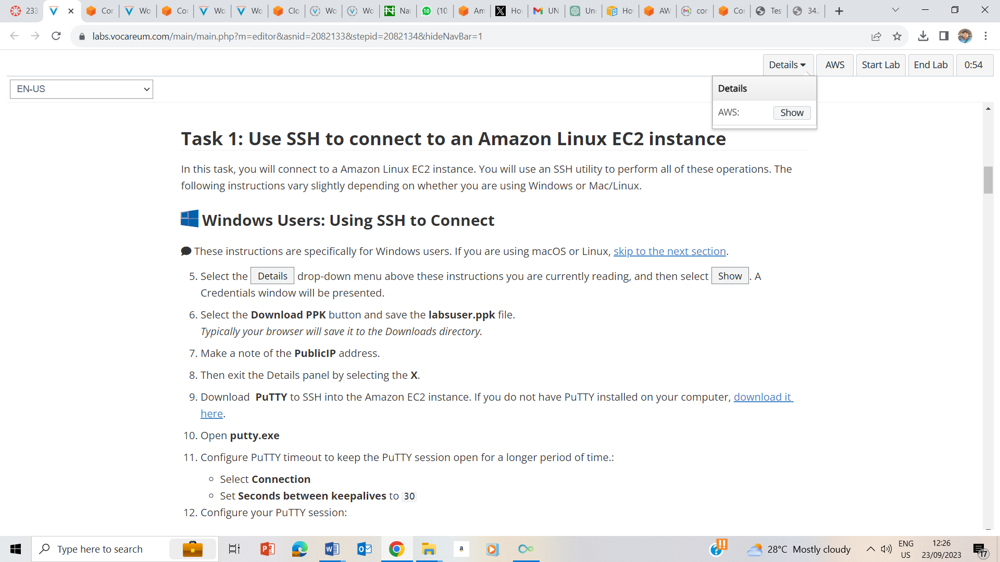 233
Cor
Wo
Cor
Wo
Wo
Clo
Wo
Wo
Nai
(10
Am
Ho
UN
Unc
Ho
AW
cor
Cor
Tes
34.
labs.vocareum.com/main/main.php?m=editor&asnid=2082133&stepid=2082134&hideNavBar=1
Details
AWS
Start Lab
End Lab
0:54
EN-US
Details
AWS:
Show
Task 1: Use SSH to connect to an Amazon Linux EC2 instance
In this task, you will connect to a Amazon Linux EC2 instance. You will use an SSH utility to perform all of these operations. The
following instructions vary slightly depending on whether you are using Windows or Mac/Linux.
Windows Users: Using SSH to Connect
These instructions are specifically for Windows users. If you are using macOS or Linux, skip to the next section.
5. Select the Details drop-down menu above these instructions you are currently reading, and then select Show. A
Credentials window will be presented.
6. Select the Download PPK button and save the labsuser.ppk file.
Typically your browser will save it to the Downloads directory.
7. Make a note of the PublicIP address.
8. Then exit the Details panel by selecting the X.
9. Download PuTTY to SSH into the Amazon EC2 instance. If you do not have PuTTY installed on your computer, download it
here.
10. Open putty.exe
11. Configure PuTTY timeout to keep the PuTTY session open for a longer period of time.:
Select Connection
Set Seconds between keepalives to 30
12. Configure your PuTTY session:
Type here to search
a
28°C Mostly cloudy
ENG
US
12:26
23/09/2023
17